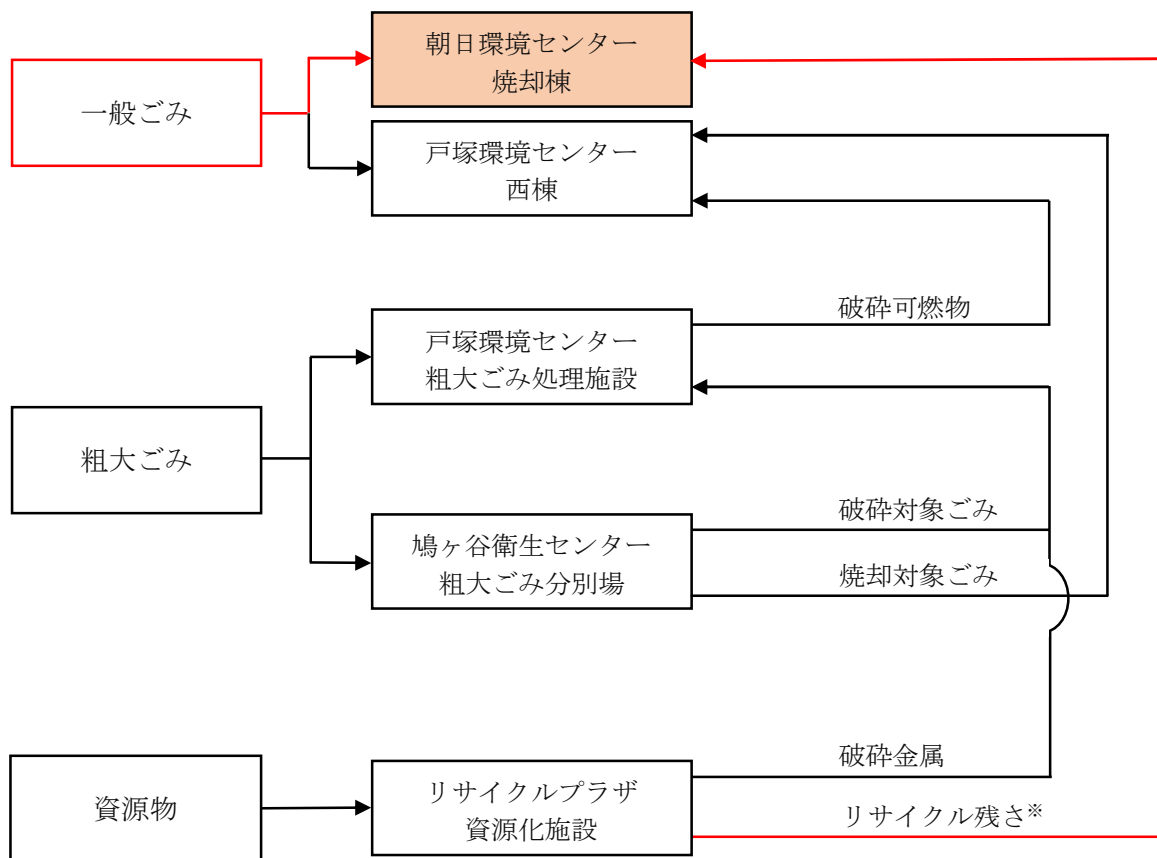 朝日環境センター
焼却棟
一般ごみ
戸塚環境センター
西棟
破砕可燃物
戸塚環境センター
粗大ごみ処理施設
粗大ごみ
破砕対象ごみ
鳩ヶ谷衛生センター
粗大ごみ分別場
焼却対象ごみ
破砕金属
資源物
リサイクルプラザ
資源化施設
リサイクル残さ※